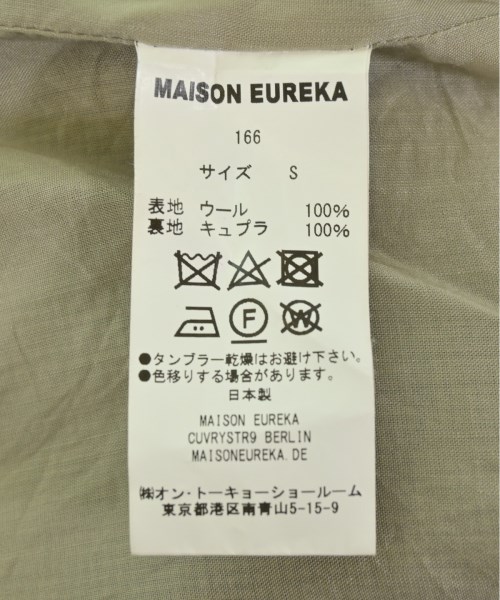 MAISON EUREKA
166
サイズ S
表地 ウール 100%
裏地 キュプラ 100%
F W
●タンブラー乾燥はお避け下さい。
●色移りする場合があります。
日本製
MAISON EUREKA
CUVRYSTR9 BERLIN
MAISONEUREKA.DE
㈱オン・トーキョーショールーム
東京都港区南青山5-15-9